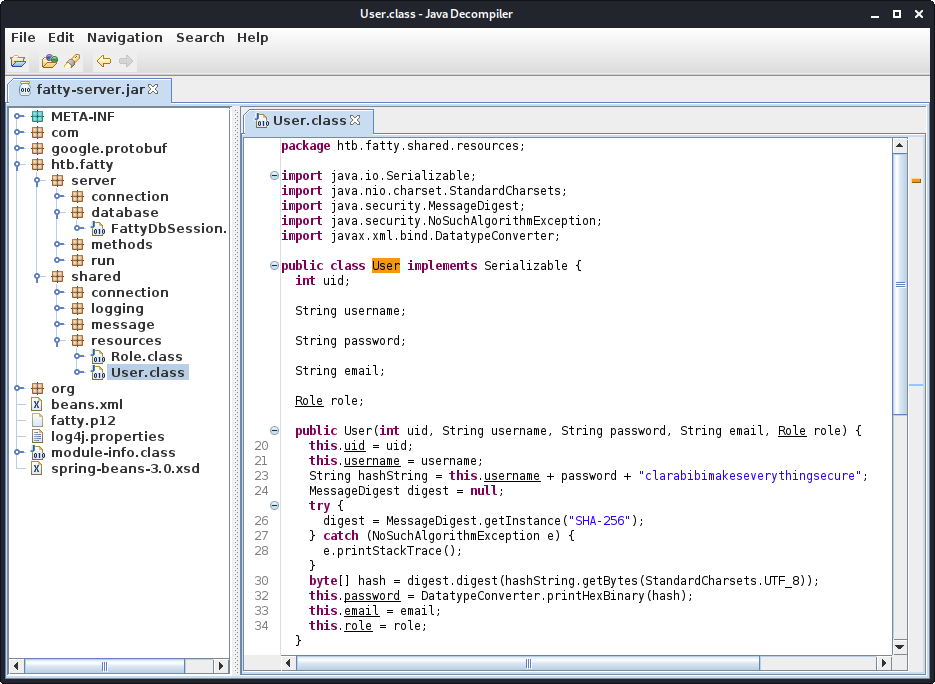 User.class - Java Decompiler
File Edit Navigation Search Help
fatty-server.jar
META-INF
com
google.protobuf
htb.fatty
server
connection
database
FattyDbSession.
methods
run
shared
connection
logging
message
resources
Role.class
User.class
org
beans.xml
fatty.p12
log4j.properties
module-info.class
spring-beans-3.0.xsd
User.class
package htb.fatty.shared.resources;
import java.io.Serializable;
import java.nio.charset.StandardCharsets;
import java.security.MessageDigest;
import java.security.NoSuchAlgorithmException;
import javax.xml.bind.DatatypeConverter;
public class User implements Serializable {
int uid;
String username;
String password;
String email;
Role role;
public User(int uid, String username, String password, String email, Role role) {
20 this.uid = uid;
21 this.username = username;
23 String hashString = this.username + password + "clarabibimakeseverythingsecure";
24 MessageDigest digest = null;
try {
26 digest = MessageDigest.getInstance("SHA-256");
27 } catch (NoSuchAlgorithmException e) {
28 e.printStackTrace();
}
30 byte[] hash = digest.digest(hashString.getBytes(StandardCharsets.UTF_8));
32 this.password = DatatypeConverter.printHexBinary(hash);
33 this.email = email;
34 this.role = role;
}